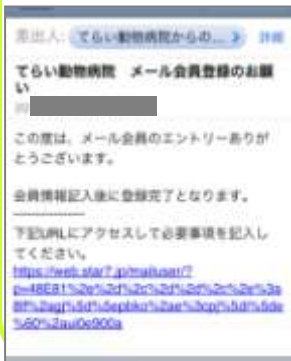 差出人: てらい動物病院からの... 詳細
てらい動物病院 メール会員登録のお願
い
この度は、メール会員のエントリーありが
とうございます。
会員情報記入後に登録完了となります。
下記URLにアクセスして必要事項を記入し
てください。